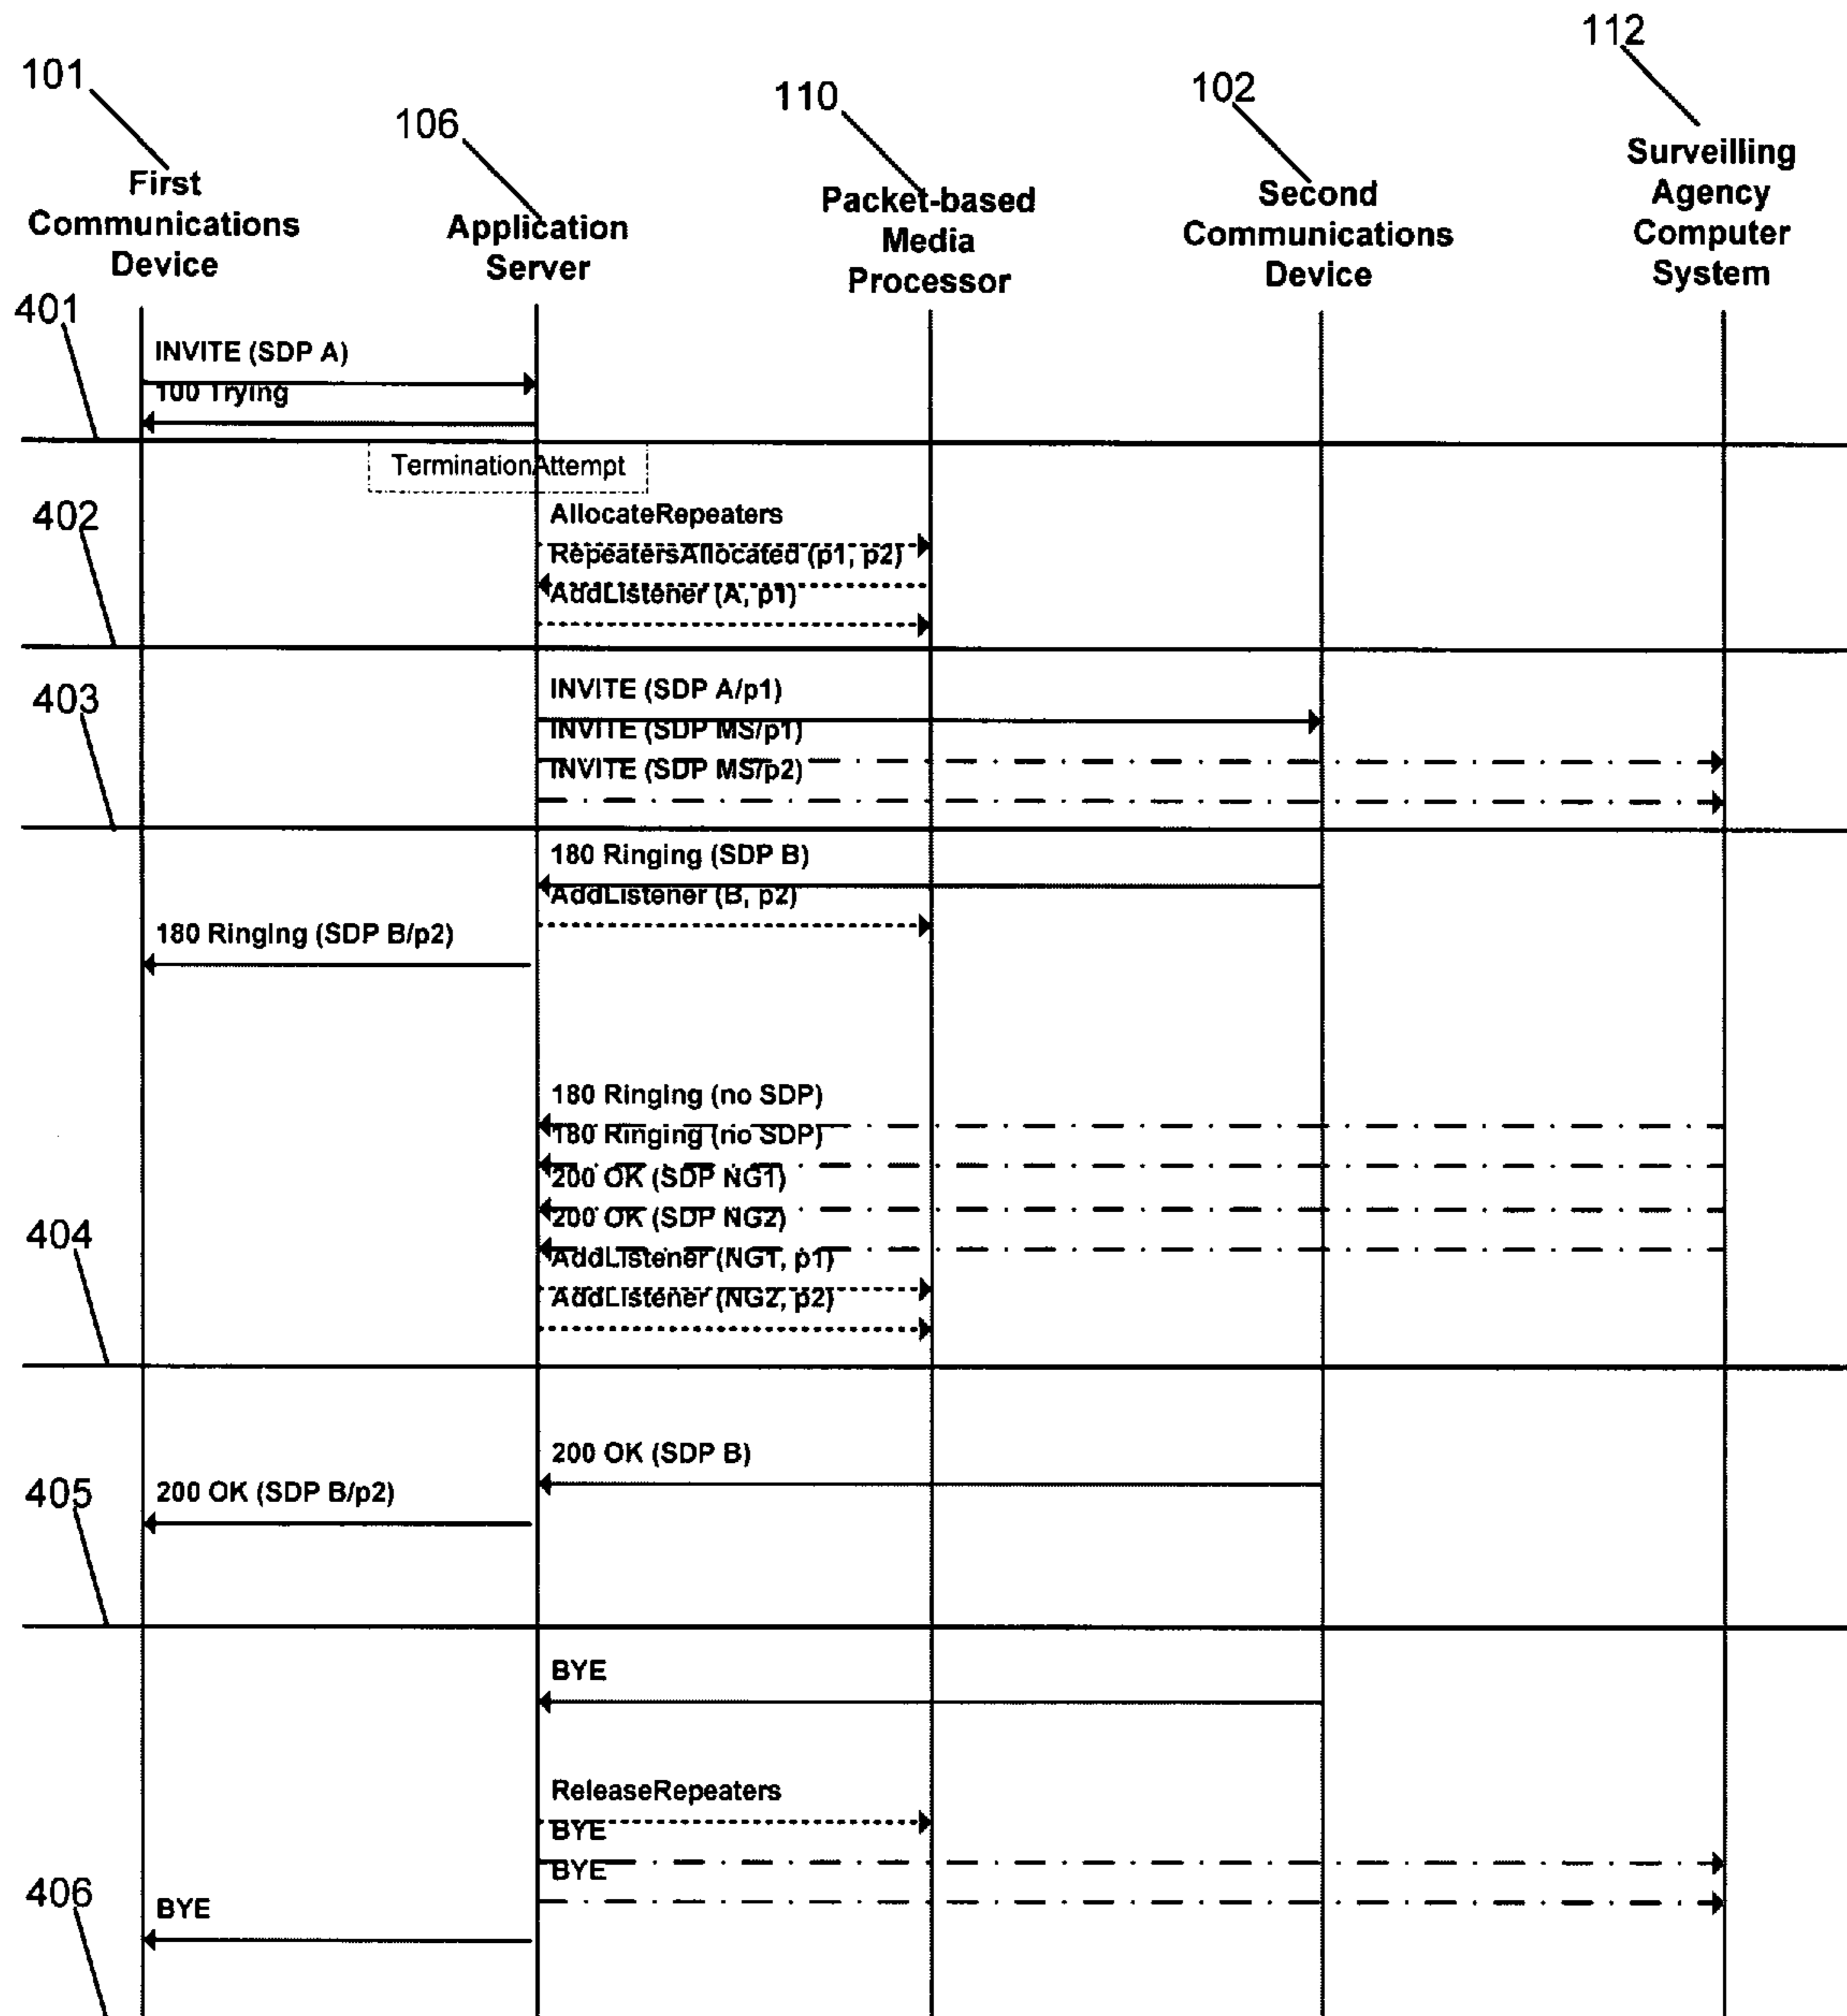 112
101
110
102
106
First
Communications
Device
Application
Server
Packet-based
Media
Processor
Second
Communications
Device
Surveilling
Agency
Computer
System
401
INVITE (SDP A)
100 Trying
TerminationAttempt
402
AllocateRepeaters
RepeatersAllocated (p1, p2)
AddListener (A, p1)
403
INVITE (SDP A/p1)
INVITE (SDP MS/p1)
INVITE (SDP MS/p2)
180 Ringing (SDP B)
AddListener (B, p2)
180 Ringing (SDP B/p2)
180 Ringing (no SDP)
180 Ringing (no SDP)
200 OK (SDP NG1)
200 OK (SDP NG2)
404
AddListener (NG1, p1)
AddListener (NG2, p2)
200 OK (SDP B)
405
200 OK (SDP B/p2)
BYE
ReleaseRepeaters
BYE
BYE
406
BYE